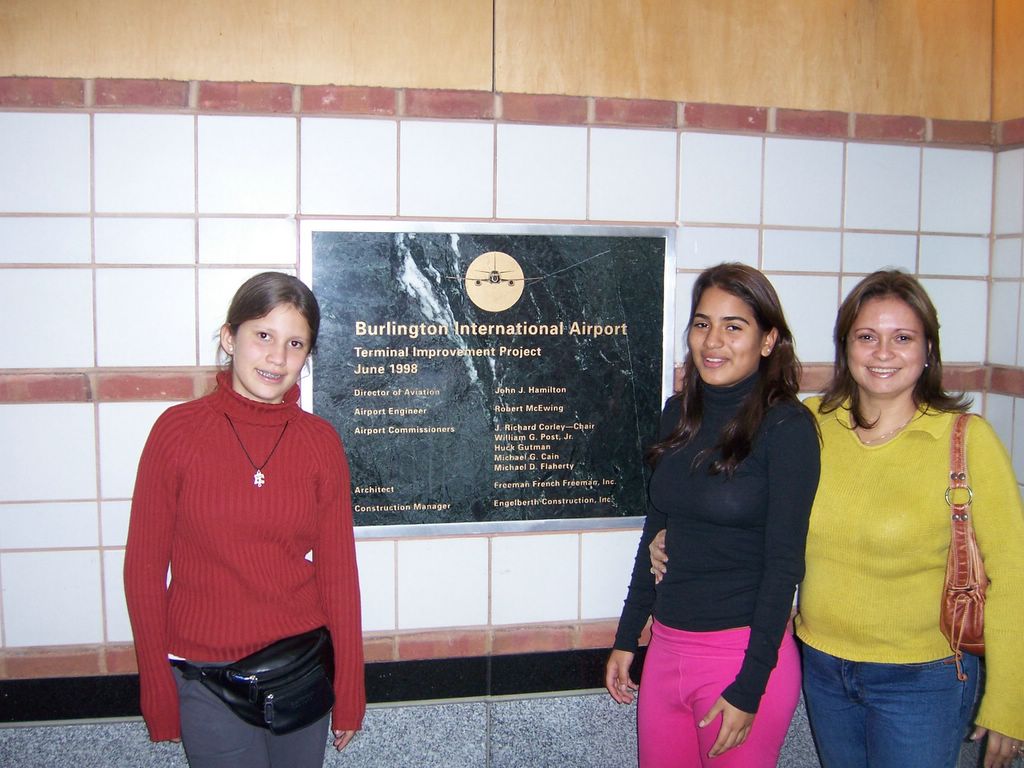 Burlington International Airport
Terminal Improvement Project
June 1998
Director of Aviation John J. Hamilton
Airport Engineer Robert McEwing
Airport Commissioners J. Richard Corley—Chair
William G. Post, Jr.
Huck Gutman
Michael G. Cain
Michael D. Flaherty
Architect Freeman French Freeman, Inc.
Construction Manager Engelberth Construction, Inc.